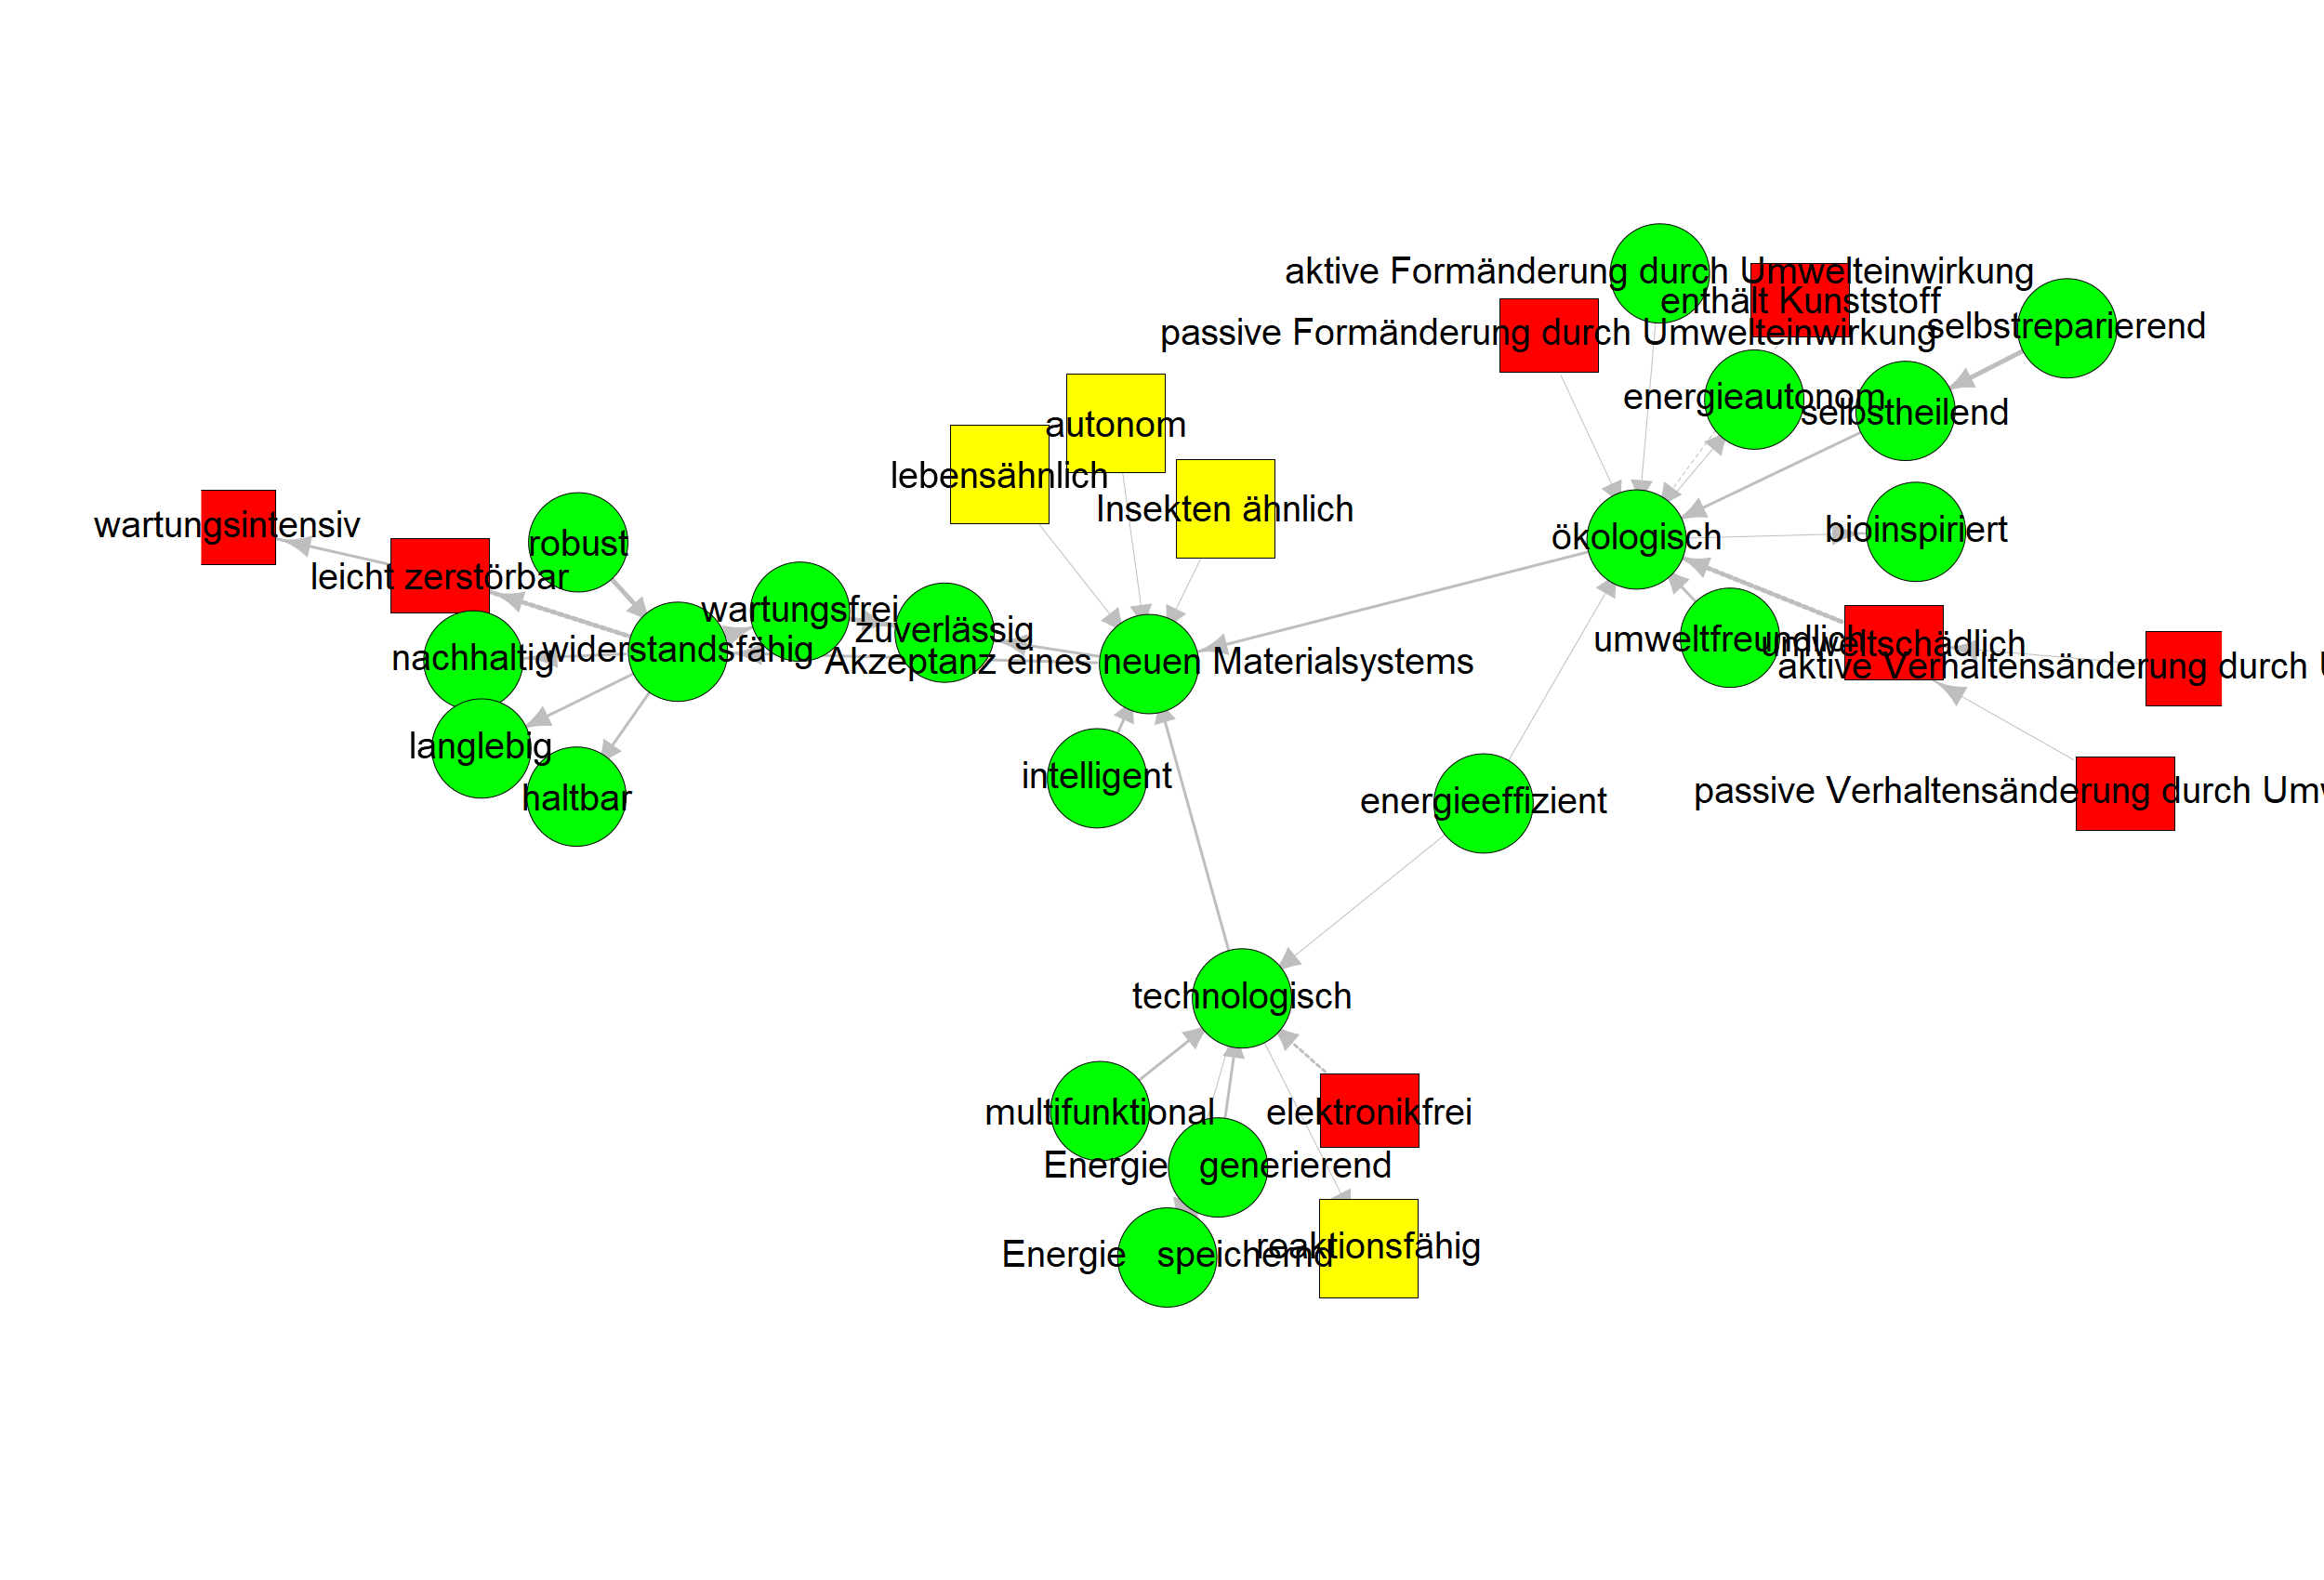 aktive Formänderung durch Umwelteinwirkung
enthält Kunststoff
passive Formänderung durch Umwelteinwirkung
selbstreparierend
energieautonom
selbstheilend
autonom
lebensähnlich
Insekten ähnlich
wartungsintensiv
ökologisch
bioinspiriert
robust
leicht zerstörbar
wartungsfrei
zuverlässig
umweltfreundlich
umweltschädlich
widerstandsfähig
nachhaltig
Akzeptanz eines neuen Materialsystems
aktive Verhaltensänderung durch
langlebig
intelligent
passive Verhaltensänderung durch
haltbar
energieeffizient
technologisch
multifunktional
elektronikfrei
Energie generierend
reaktionsfähig
Energie speichernd